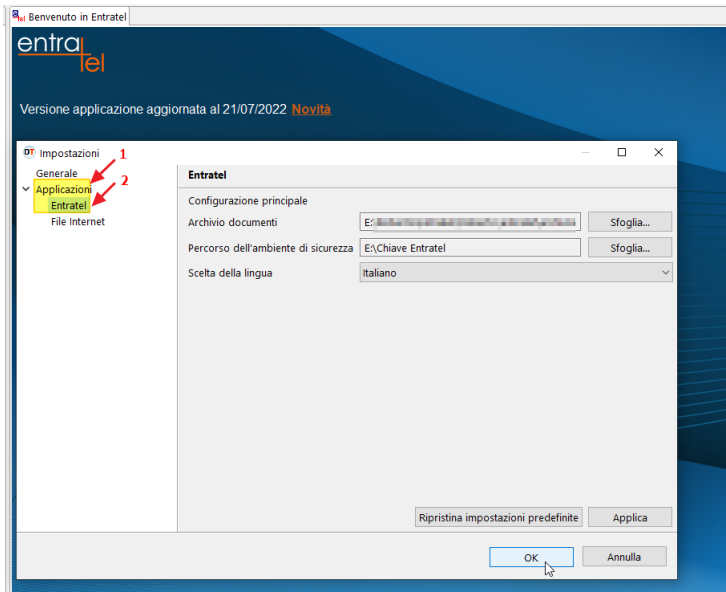 Benvenuto in Entratel
entratel
Versione applicazione aggiornata al 21/07/2022 Novità
DT Impostazioni
1
Generale
Applicazioni
2
Entratel
File Internet
Entratel
Configurazione principale
Archivio documenti E:\ Sfoglia...
Percorso dell'ambiente di sicurezza E:\Chiave Entratel Sfoglia...
Scelta della lingua Italiano
Ripristina impostazioni predefinite Applica
OK Annulla